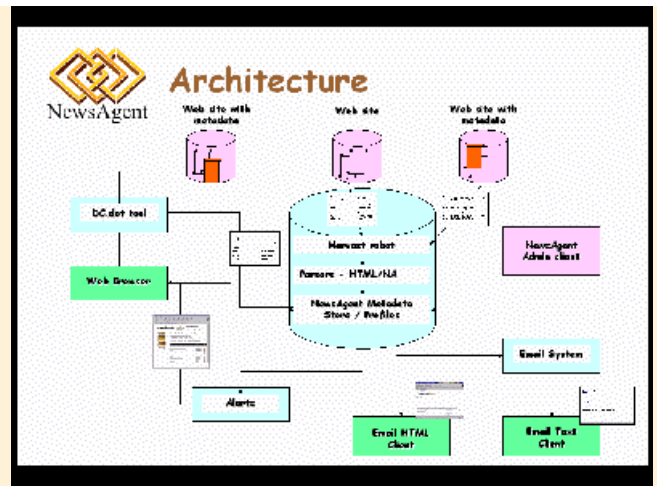 Architecture
NewsAgent
Web site with
metadata
Web site
Web site with
metadata
DC.dot tool
Harvest robot
NewsAgent
Admin client
Web Browser
Parsers - HTML/NA
NewsAgent Metadata
Store / Profiles
Email System
Alerts
Email HTML
Client
Email Text
Client